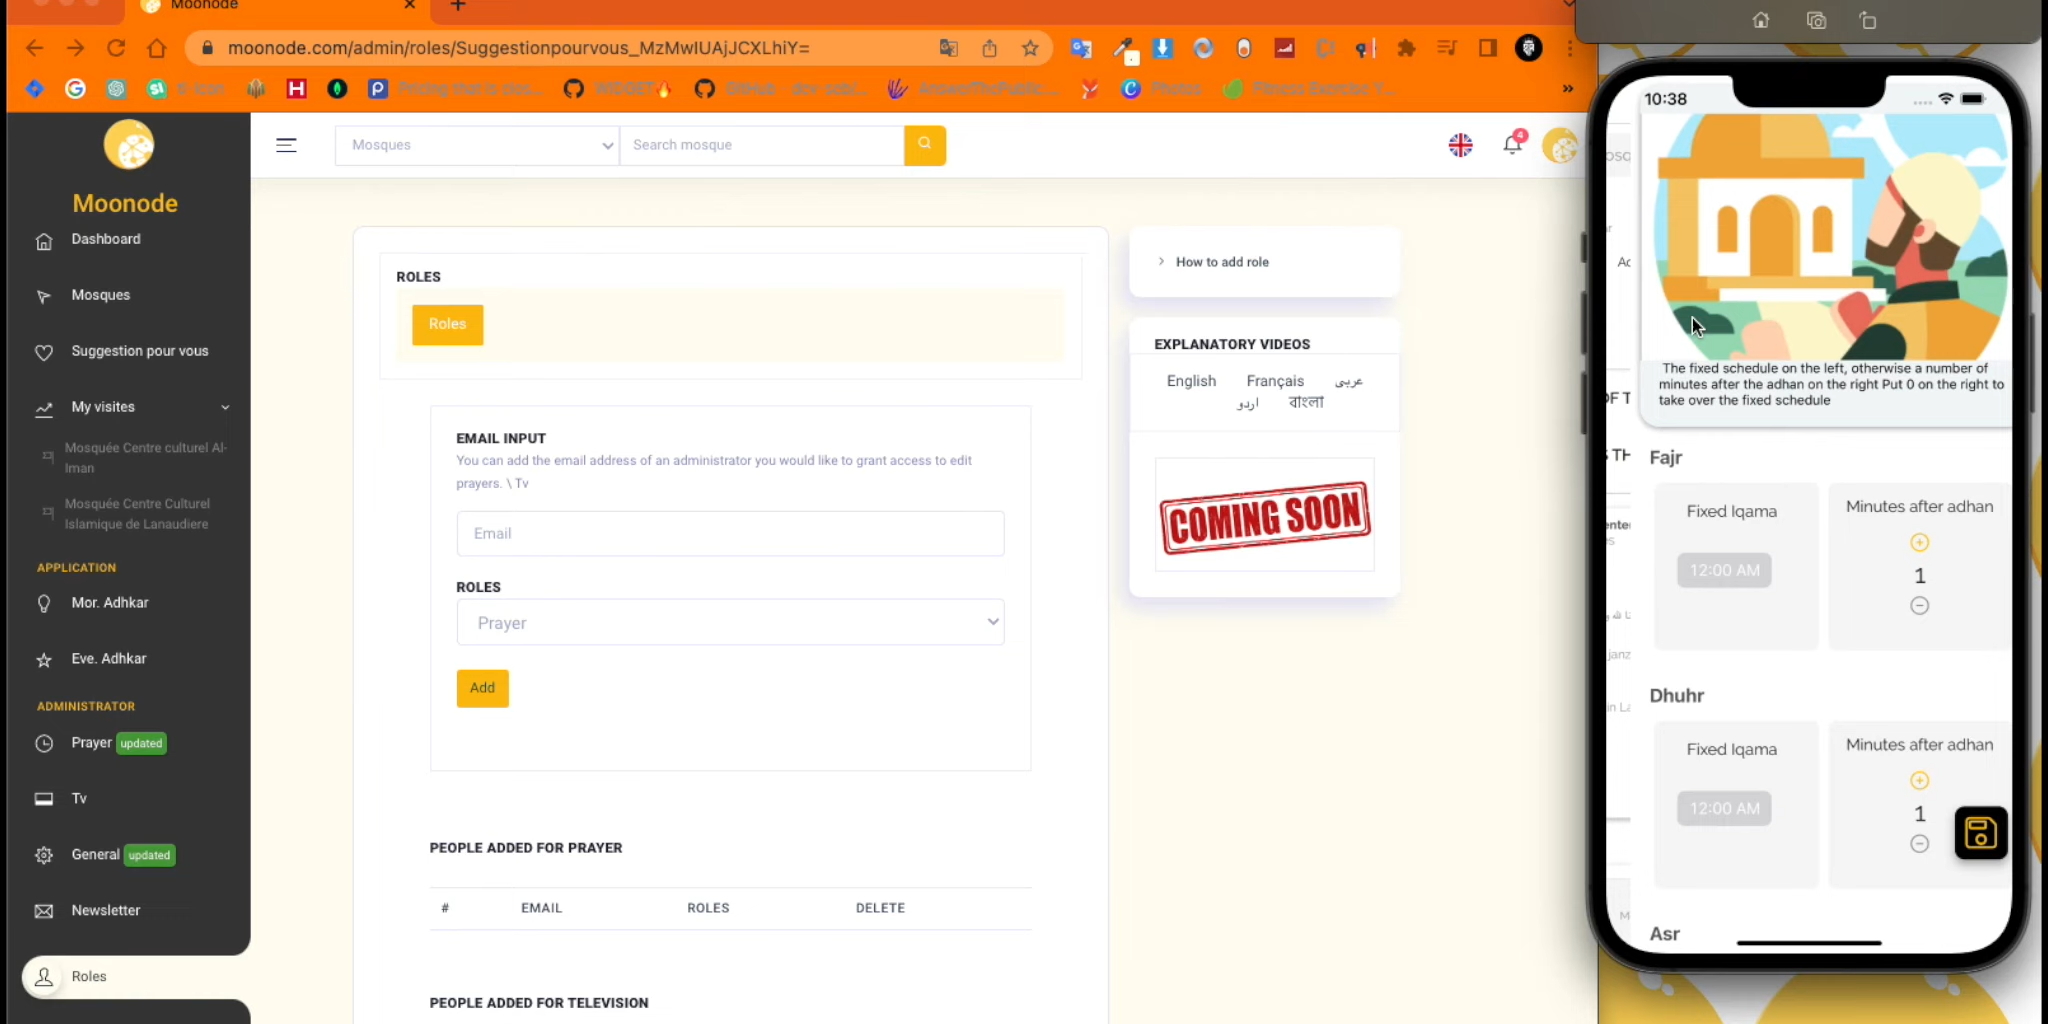 Moonode
moonode.com/admin/roles/Suggestionpourvous_MzMwIUAjJCXLhiY=
Mosques
Search mosque
4
Moonode
Dashboard
Mosques
Suggestion pour vous
My visites
Mosquée Centre culturel Al-
Iman
Mosquée Centre Culturel
Islamique de Lanaudiere
APPLICATION
Mor. Adhkar
Eve. Adhkar
ADMINISTRATOR
Prayer updated
Tv
General updated
Newsletter
Roles
ROLES
Roles
EMAIL INPUT
You can add the email address of an administrator you would like to grant access to edit
prayers. \ Tv
Email
ROLES
Prayer
Add
PEOPLE ADDED FOR PRAYER
# EMAIL ROLES DELETE
PEOPLE ADDED FOR TELEVISION
How to add role
EXPLANATORY VIDEOS
English Français عربى
اردو বাংলা
COMING SOON
10:38
The fixed schedule on the left, otherwise a number of
minutes after the adhan on the right Put 0 on the right to
take over the fixed schedule
Fajr
Fixed Iqama
12:00 AM
Minutes after adhan
1
Dhuhr
Fixed Iqama
12:00 AM
Minutes after adhan
1
Asr